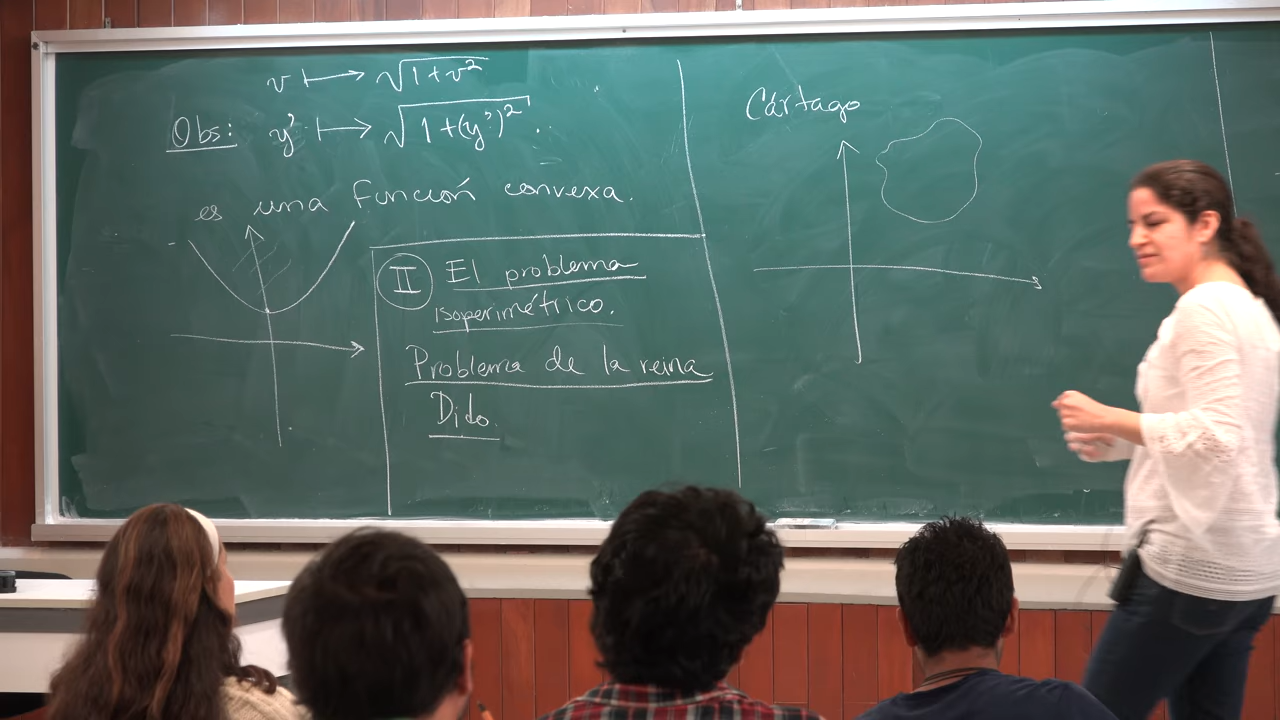 v ⟼ √1+v²
Obs: y' ⟼ √1+(y')².
es una función convexa.
II El problema
isoperimétrico.
Problema de la reina
Dido.
Cártago